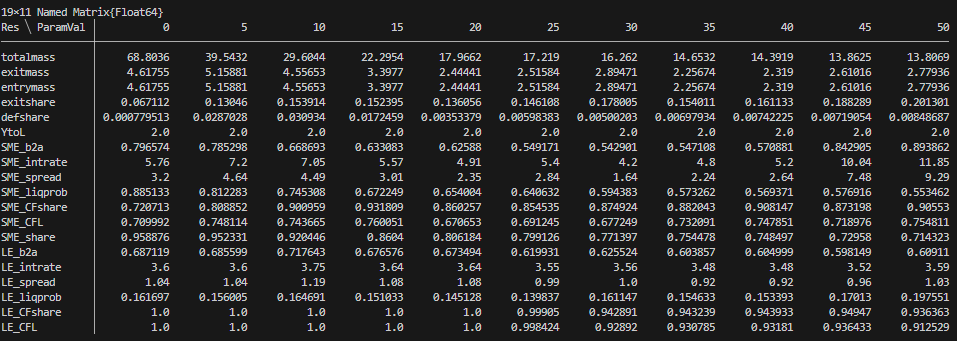 19×11 Named Matrix{Float64}
Res ╲ ParamVal │ 0 5 10 15 20 25 30 35 40 45 50
totalmass │ 68.8036 39.5432 29.6044 22.2954 17.9662 17.219 16.262 14.6532 14.3919 13.8625 13.8069
exitmass │ 4.61755 5.15881 4.55653 3.3977 2.44441 2.51584 2.89471 2.25674 2.319 2.61016 2.77936
entrymass │ 4.61755 5.15881 4.55653 3.3977 2.44441 2.51584 2.89471 2.25674 2.319 2.61016 2.77936
exitshare │ 0.067112 0.13046 0.153914 0.152395 0.136056 0.146108 0.178005 0.154011 0.161133 0.188289 0.201301
defshare │ 0.000779513 0.0287028 0.030934 0.0172459 0.00353379 0.00598383 0.00500203 0.00697934 0.00742225 0.00719054 0.00848687
YtoL │ 2.0 2.0 2.0 2.0 2.0 2.0 2.0 2.0 2.0 2.0 2.0
SME_b2a │ 0.796574 0.785298 0.668693 0.633083 0.62588 0.549171 0.542901 0.547108 0.570881 0.842905 0.893862
SME_intrate │ 5.76 7.2 7.05 5.57 4.91 5.4 4.2 4.8 5.2 10.04 11.85
SME_spread │ 3.2 4.64 4.49 3.01 2.35 2.84 1.64 2.24 2.64 7.48 9.29
SME_liqprob │ 0.885133 0.812283 0.745308 0.672249 0.654004 0.640632 0.594383 0.573262 0.569371 0.576916 0.553462
SME_CFshare │ 0.720713 0.808852 0.900959 0.931809 0.860257 0.854535 0.874924 0.882043 0.908147 0.873198 0.90553
SME_CFL │ 0.709992 0.748114 0.743665 0.760051 0.670653 0.691245 0.677249 0.732091 0.747851 0.718976 0.754811
SME_share │ 0.958876 0.952331 0.920446 0.8604 0.806184 0.799126 0.771397 0.754478 0.748497 0.72958 0.714323
LE_b2a │ 0.687119 0.685599 0.717643 0.676576 0.673494 0.619931 0.625524 0.603857 0.604999 0.598149 0.60911
LE_intrate │ 3.6 3.6 3.75 3.64 3.64 3.55 3.56 3.48 3.48 3.52 3.59
LE_spread │ 1.04 1.04 1.19 1.08 1.08 0.99 1.0 0.92 0.92 0.96 1.03
LE_liqprob │ 0.161697 0.156005 0.164691 0.151033 0.145128 0.139837 0.161147 0.154633 0.153393 0.17013 0.197551
LE_CFshare │ 1.0 1.0 1.0 1.0 1.0 0.99905 0.942891 0.943239 0.943933 0.94947 0.936363
LE_CFL │ 1.0 1.0 1.0 1.0 1.0 0.998424 0.92892 0.930785 0.93181 0.936433 0.912529